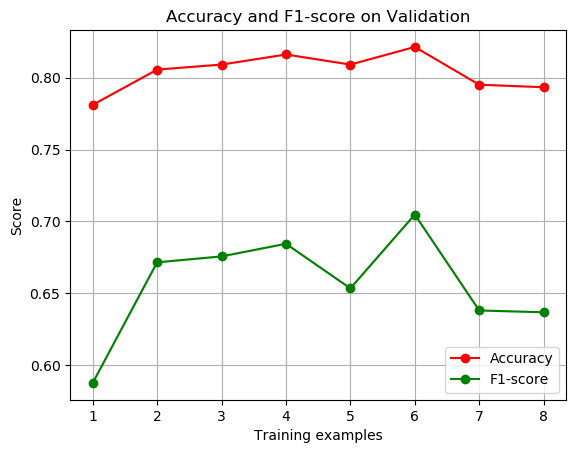 Accuracy and F1-score on Validation
0.80
0.75
0.70
0.65
0.60
Score
Accuracy
F1-score
1 2 3 4 5 6 7 8
Training examples